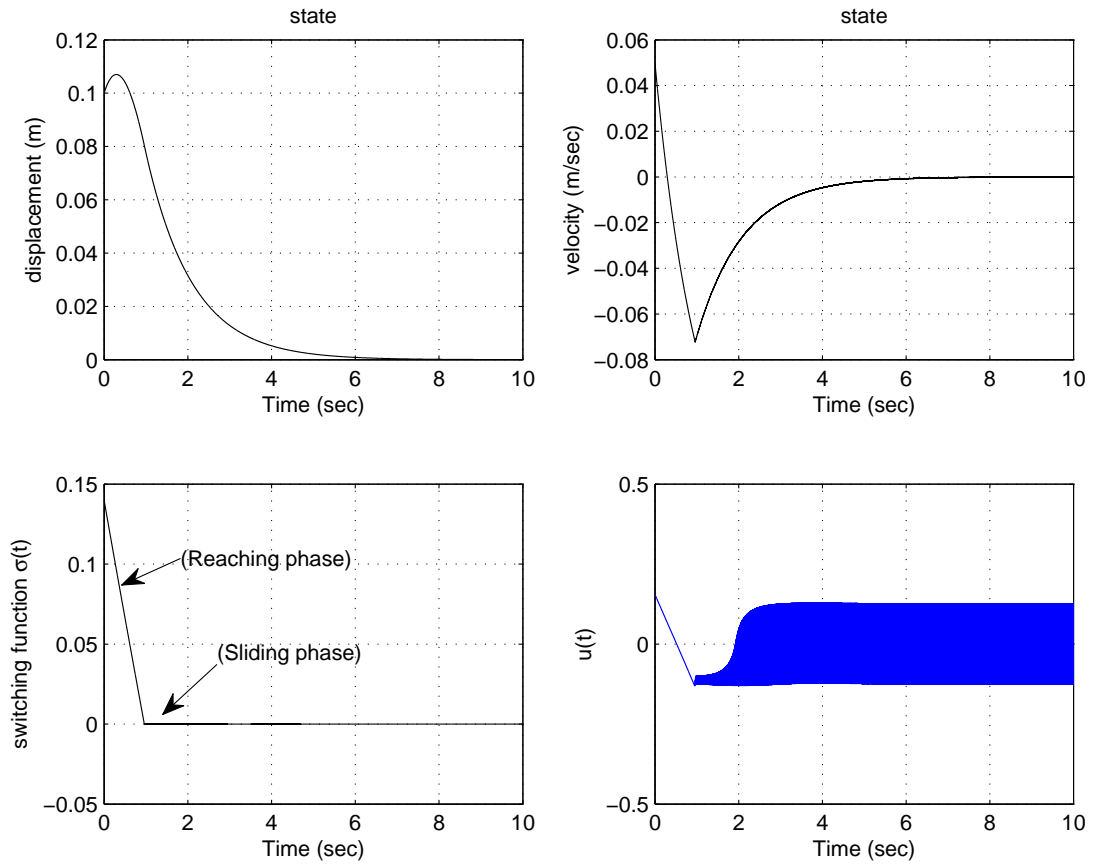 state
0.12
0.1
0.08
0.06
0.04
0.02
0
0 2 4 6 8 10
displacement (m)
Time (sec)
state
0.06
0.04
0.02
0
−0.02
−0.04
−0.06
−0.08
0 2 4 6 8 10
velocity (m/sec)
Time (sec)
0.15
0.1
0.05
0
−0.05
0 2 4 6 8 10
switching function σ(t)
(Reaching phase)
(Sliding phase)
Time (sec)
0.5
0
−0.5
0 2 4 6 8 10
u(t)
Time (sec)